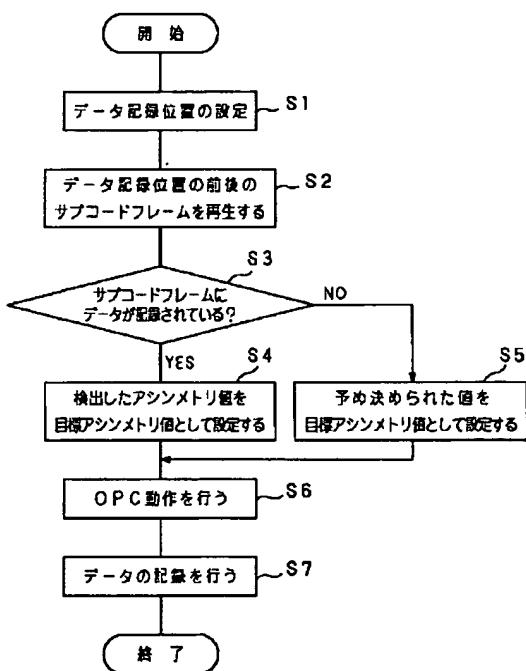 開 始
データ記録位置の設定
S1
データ記録位置の前後の
サブコードフレームを再生する
S2
S3
サブコードフレームに
データが記録されている?
NO
YES
S4
検出したアシンメトリ値を
目標アシンメトリ値として設定する
S5
予め決められた値を
目標アシンメトリ値として設定する
OPC動作を行う
S6
データの記録を行う
S7
終 了